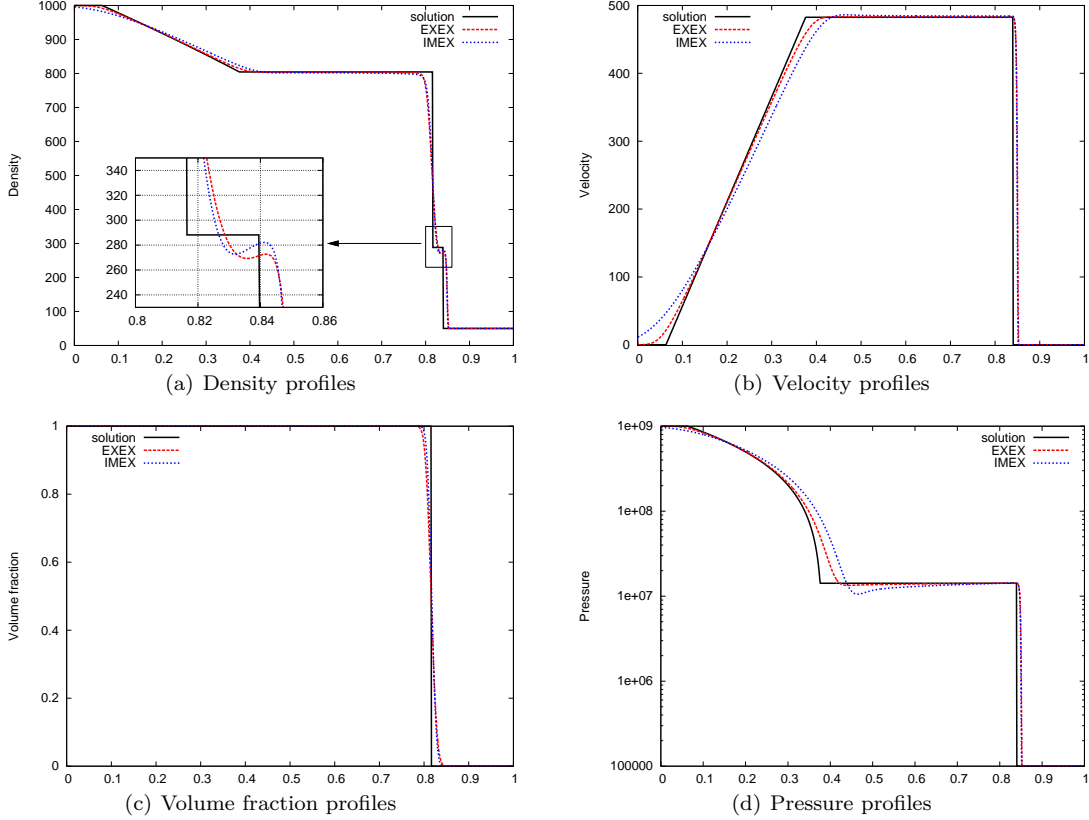 1000
900
800
700
600
500
400
300
200
100
0
Density
solution
EXEX
IMEX
340
320
300
280
260
240
0.8 0.82 0.84 0.86
0 0.1 0.2 0.3 0.4 0.5 0.6 0.7 0.8 0.9 1
(a) Density profiles
500
400
300
200
100
0
Velocity
solution
EXEX
IMEX
0 0.1 0.2 0.3 0.4 0.5 0.6 0.7 0.8 0.9 1
(b) Velocity profiles
1
0.8
0.6
0.4
0.2
0
Volume fraction
solution
EXEX
IMEX
0 0.1 0.2 0.3 0.4 0.5 0.6 0.7 0.8 0.9 1
(c) Volume fraction profiles
1e+09
1e+08
1e+07
1e+06
100000
Pressure
solution
EXEX
IMEX
0 0.1 0.2 0.3 0.4 0.5 0.6 0.7 0.8 0.9 1
(d) Pressure profiles